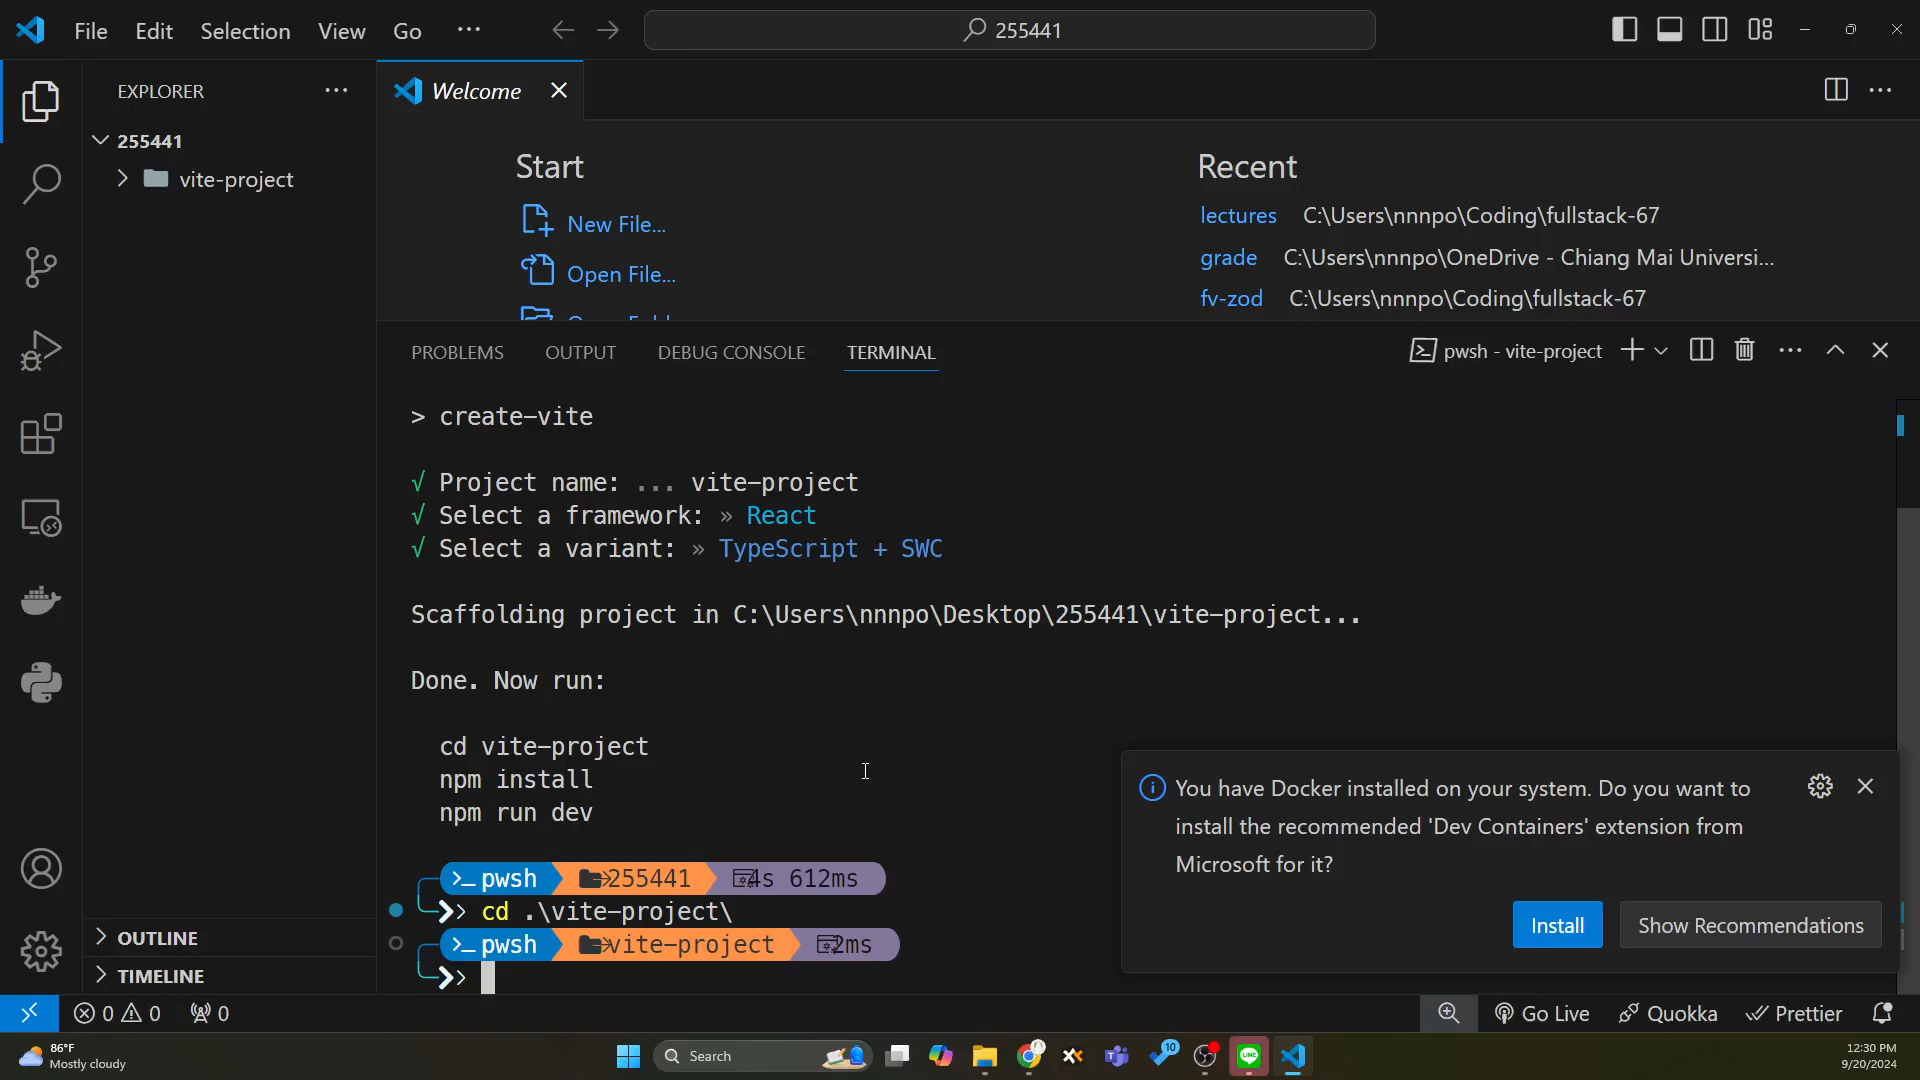 File Edit Selection View Go ···
255441
EXPLORER ···
255441
vite-project
OUTLINE
TIMELINE
Welcome
Start
New File...
Open File...
Recent
lectures C:\Users\nnnpo\Coding\fullstack-67
grade C:\Users\nnnpo\OneDrive - Chiang Mai Universi...
fv-zod C:\Users\nnnpo\Coding\fullstack-67
PROBLEMS OUTPUT DEBUG CONSOLE TERMINAL
pwsh - vite-project
> create-vite
√ Project name: ... vite-project
√ Select a framework: » React
√ Select a variant: » TypeScript + SWC
Scaffolding project in C:\Users\nnnpo\Desktop\255441\vite-project...
Done. Now run:
cd vite-project
npm install
npm run dev
pwsh 255441 4s 612ms
cd .\vite-project\
pwsh vite-project 2ms
You have Docker installed on your system. Do you want to
install the recommended 'Dev Containers' extension from
Microsoft for it?
Install Show Recommendations
0 0 0
Go Live Quokka Prettier
86°F
Mostly cloudy
Search
10
12:30 PM
9/20/2024